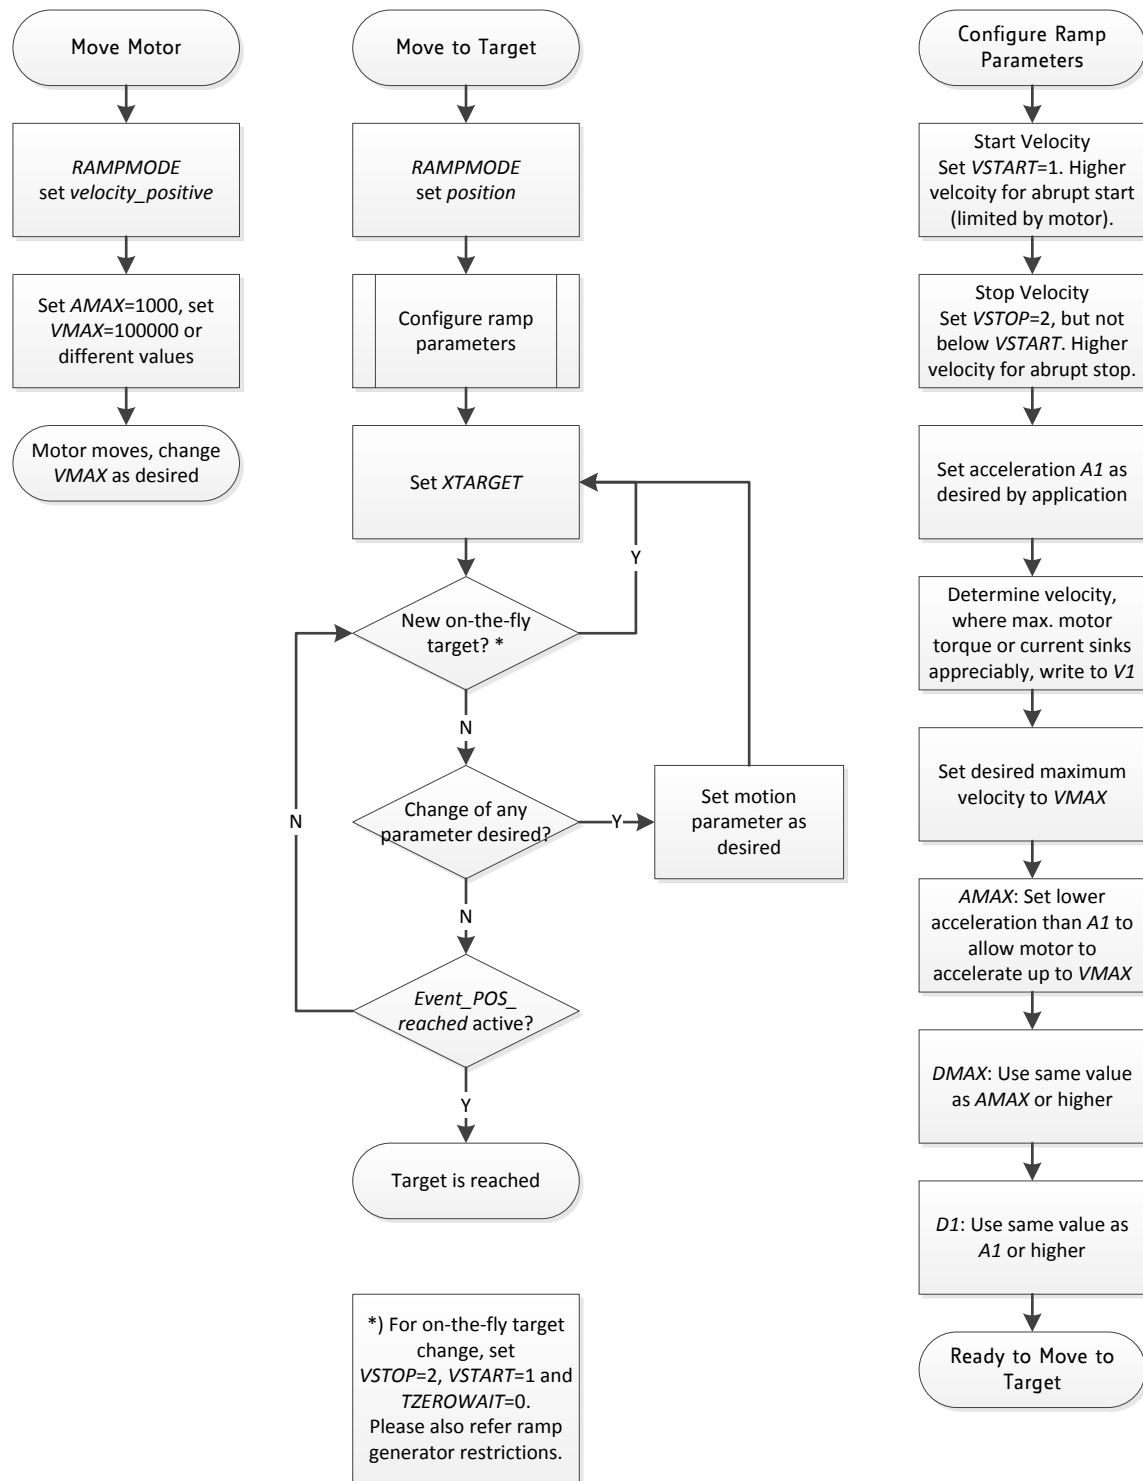 Move Motor
RAMPMODE
set velocity_positive
Set AMAX=1000, set
VMAX=100000 or
different values
Motor moves, change
VMAX as desired
Move to Target
RAMPMODE
set position
Configure ramp
parameters
Set XTARGET
Y
New on-the-fly
target? *
N
N
Change of any
parameter desired?
Y
Set motion
parameter as
desired
N
Event_POS_
reached active?
Y
Target is reached
*) For on-the-fly target
change, set
VSTOP=2, VSTART=1 and
TZEROWAIT=0.
Please also refer ramp
generator restrictions.
Configure Ramp
Parameters
Start Velocity
Set VSTART=1. Higher
velcoity for abrupt start
(limited by motor).
Stop Velocity
Set VSTOP=2, but not
below VSTART. Higher
velocity for abrupt stop.
Set acceleration A1 as
desired by application
Determine velocity,
where max. motor
torque or current sinks
appreciably, write to V1
Set desired maximum
velocity to VMAX
AMAX: Set lower
acceleration than A1 to
allow motor to
accelerate up to VMAX
DMAX: Use same value
as AMAX or higher
D1: Use same value as
A1 or higher
Ready to Move to
Target